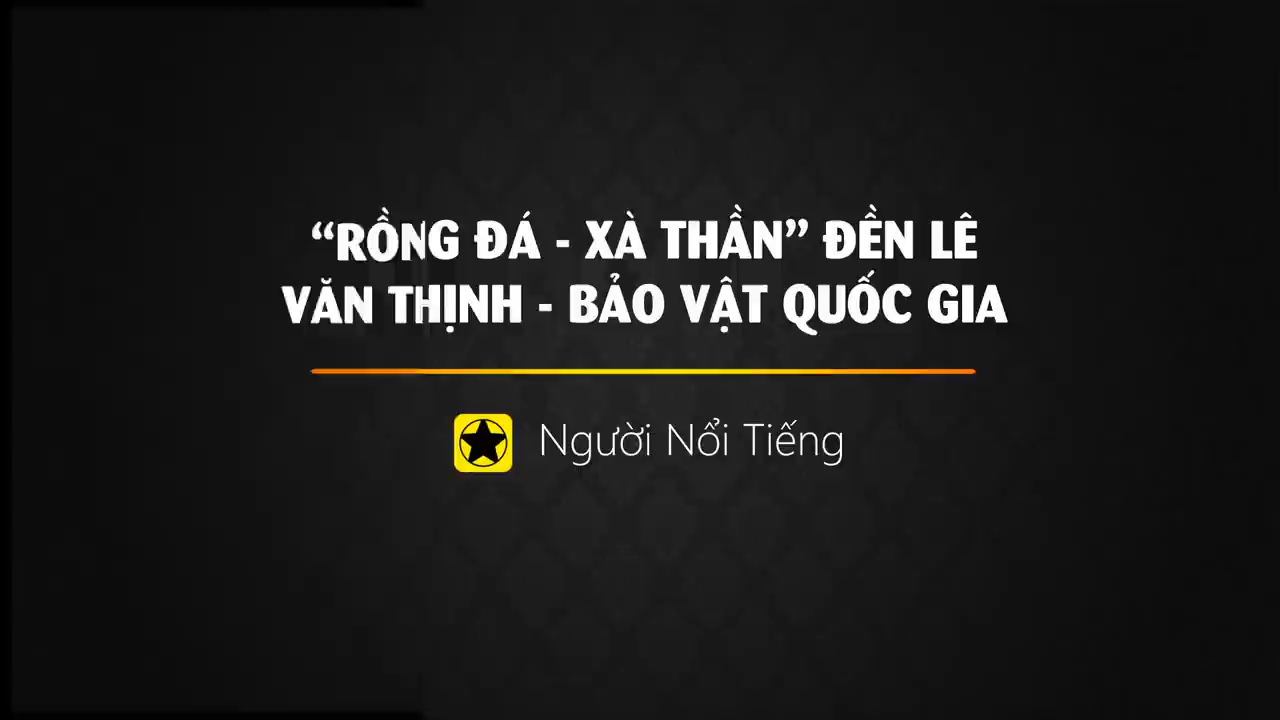 “RỒNG ĐÁ - XÀ THẦN” ĐỀN LÊ
VĂN THỊNH - BẢO VẬT QUỐC GIA
Người Nổi Tiếng